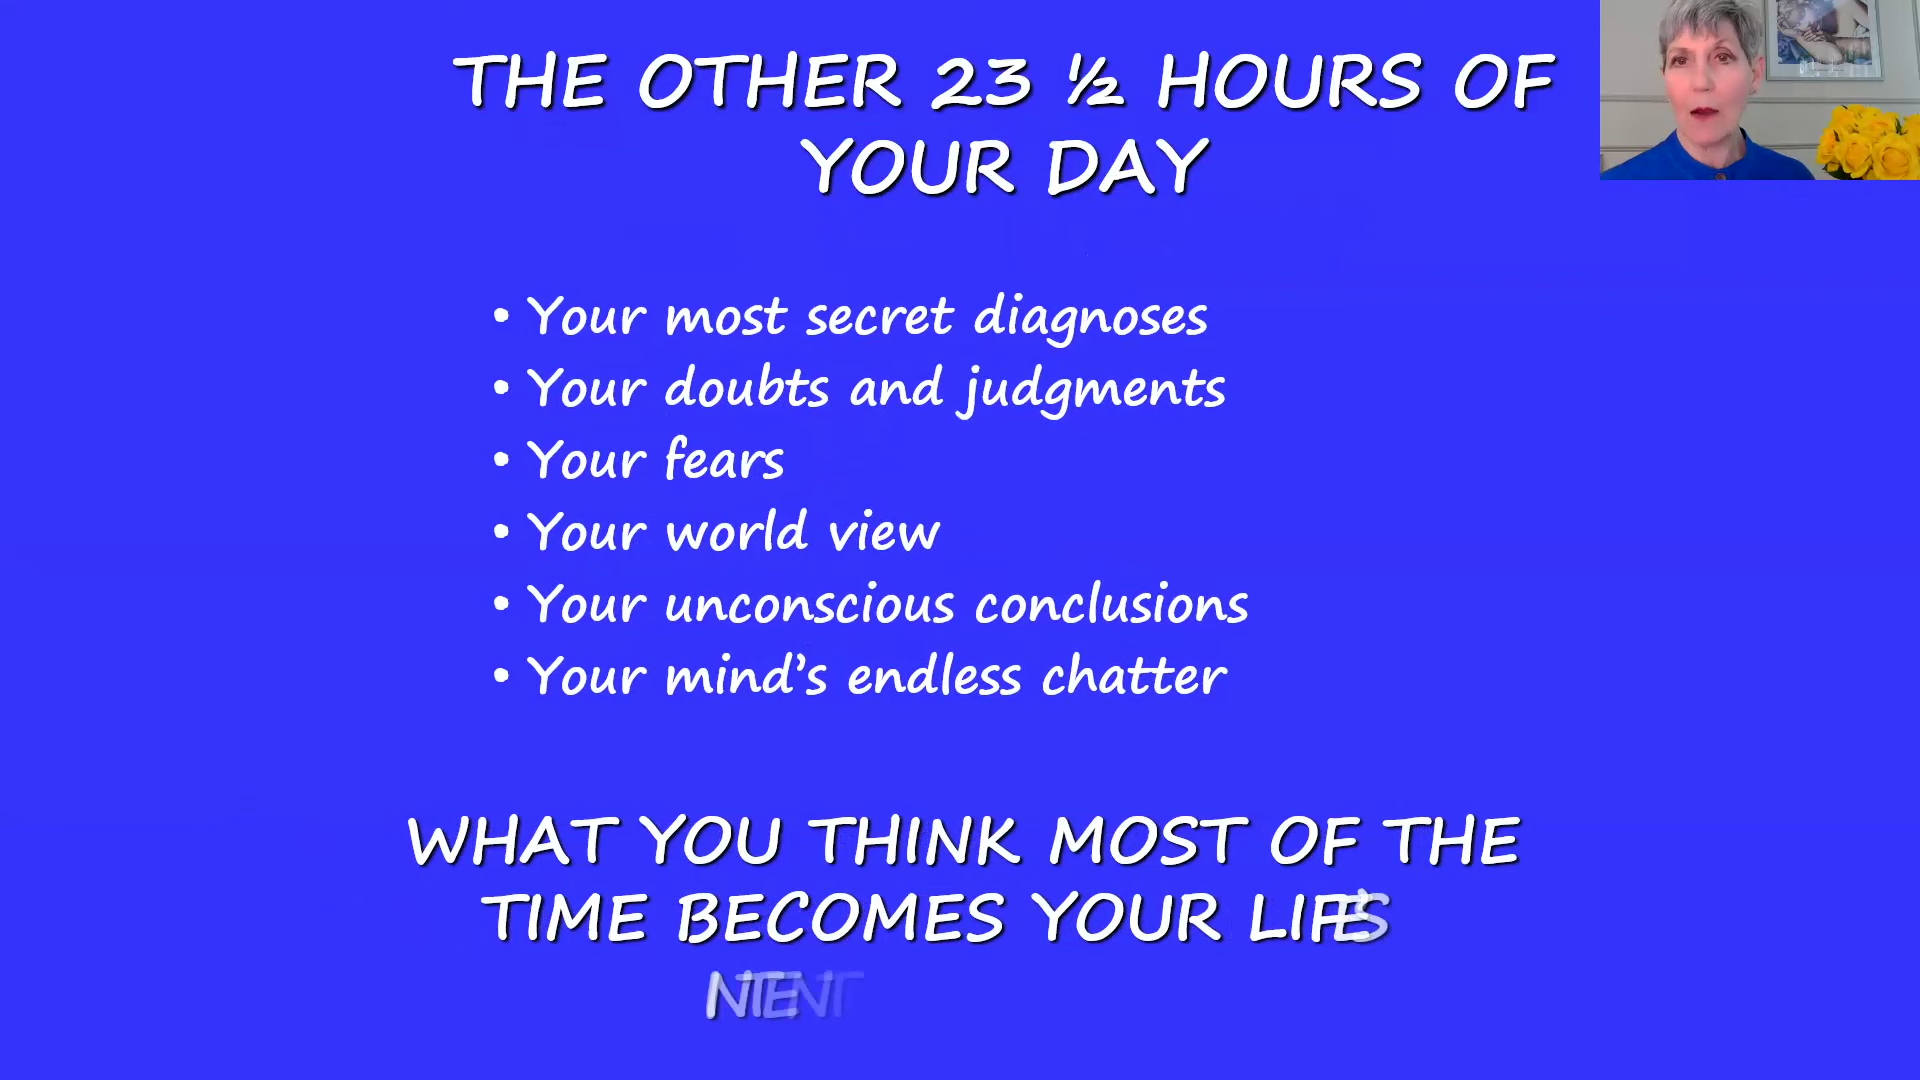 THE OTHER 23 ½ HOURS OF
YOUR DAY
• Your most secret diagnoses
• Your doubts and judgments
• Your fears
• Your world view
• Your unconscious conclusions
• Your mind’s endless chatter
WHAT YOU THINK MOST OF THE
TIME BECOMES YOUR